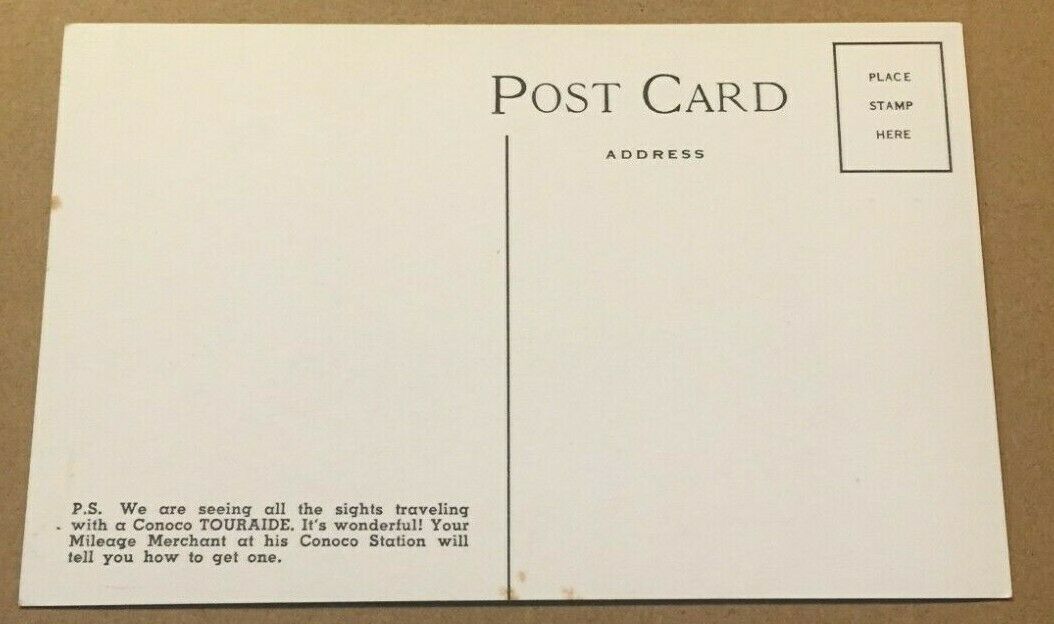 POST CARD
ADDRESS
PLACE
STAMP
HERE
P.S. We are seeing all the sights traveling
with a Conoco TOURAIDE. It's wonderful! Your
Mileage Merchant at his Conoco Station will
tell you how to get one.